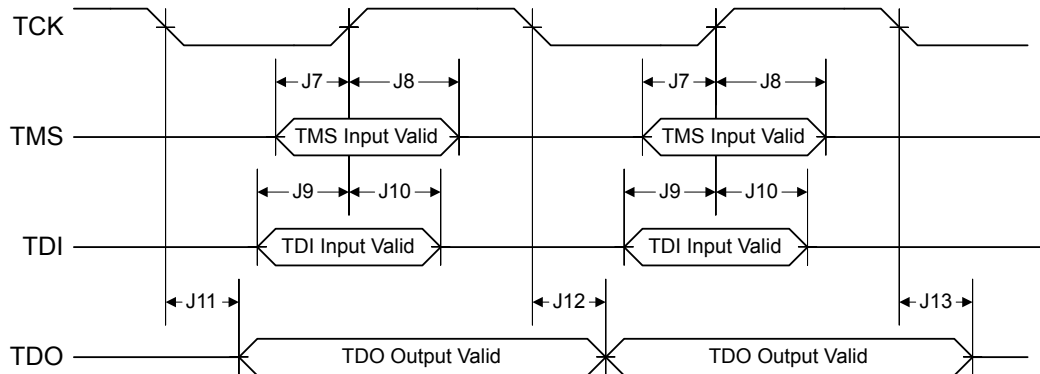 TCK
J7 J8 J7 J8
TMS TMS Input Valid TMS Input Valid
J9 J10 J9 J10
TDI TDI Input Valid TDI Input Valid
J11 J12 J13
TDO TDO Output Valid TDO Output Valid